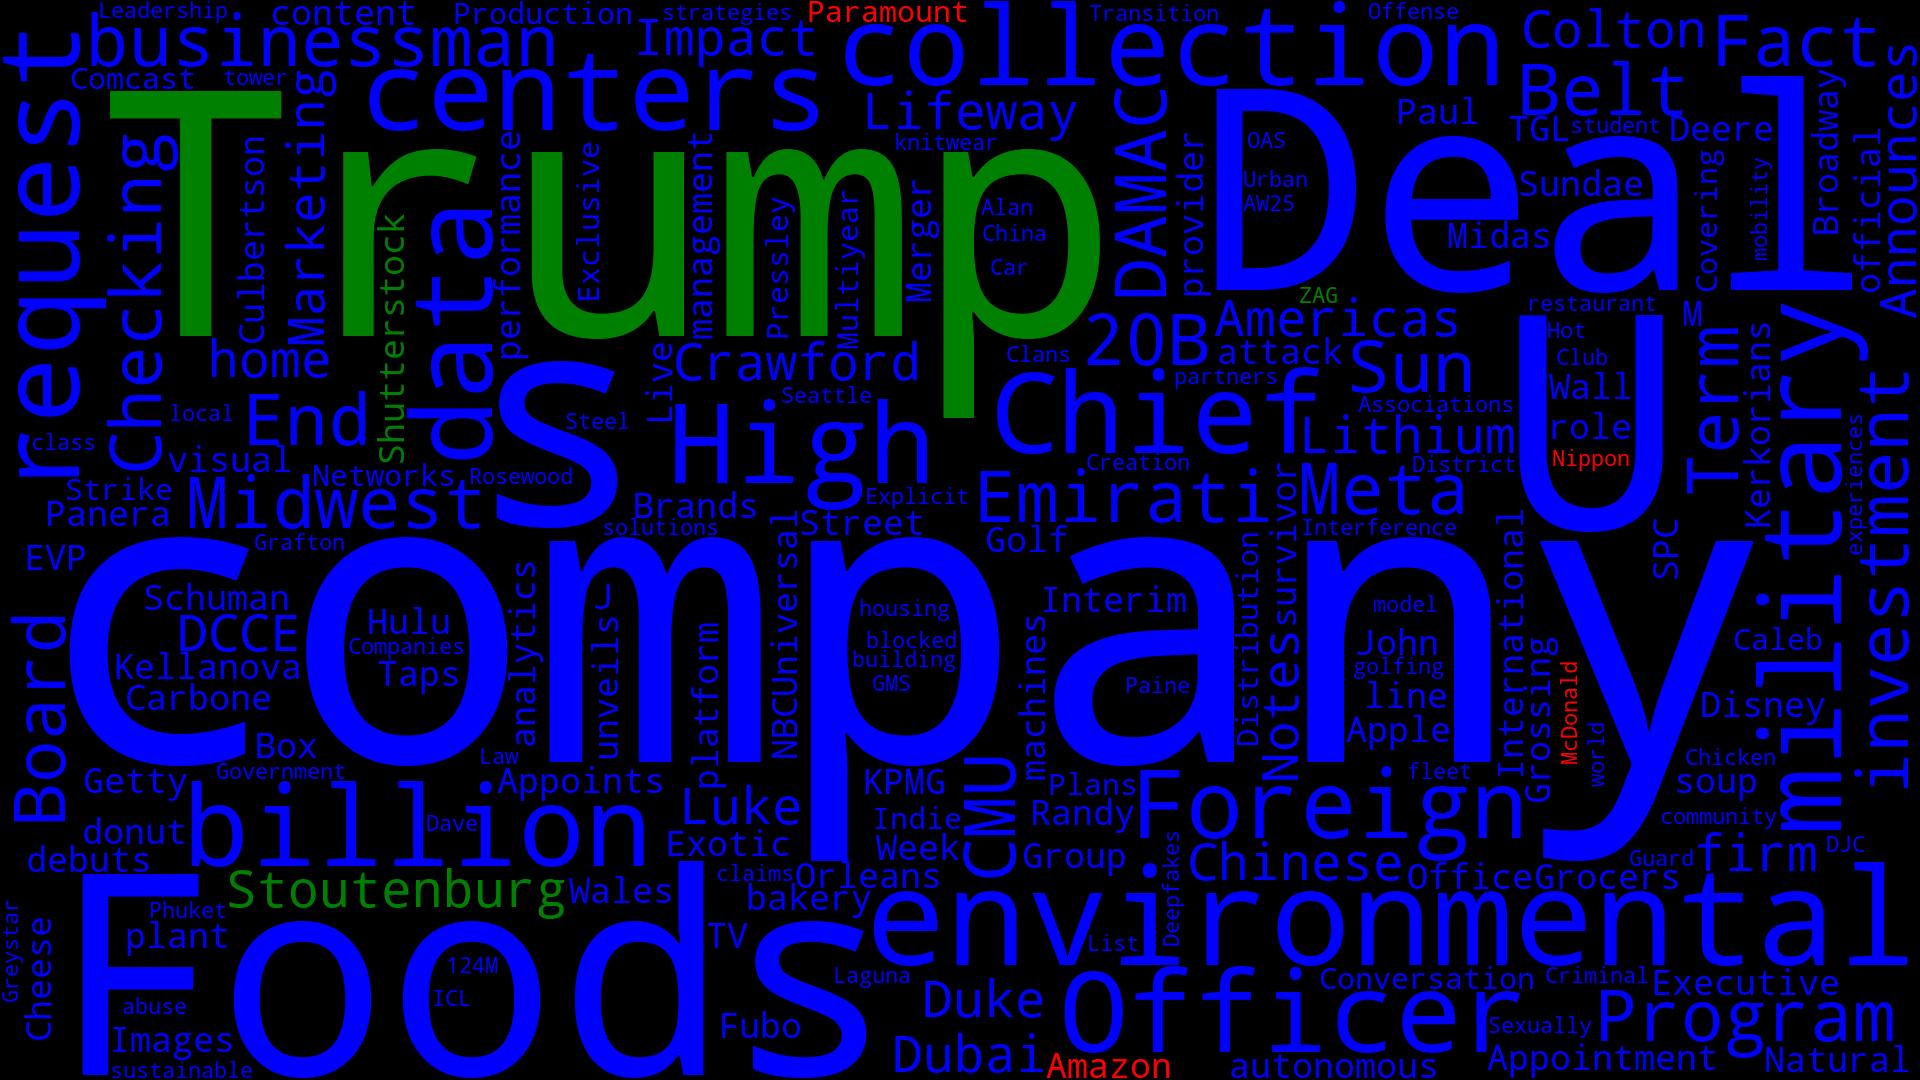 Leadership content Production strategies Paramount collection Transition Offense Colton Fact
businessman Impact
Comcast tower centers Lifeway Belt
request Checking Trump Deal
Culbertson Marketing Shutterstock data performance Exclusive management Pressley Multiyear Merger
knitwear Alan China Car
DAMAC provider OAS Urban AW25 Paul TGL student Deere
Sundae Midas Covering mobility Broadway official Announces
ZAG restaurant M
home Live Crawford Clans 20B Americas attack Sun
U Hot Club Wall role Nippon
Term Kerkorians military experiences investment
local End class visual Networks Rosewood
s Steel High Seattle Chief partners Associations Lithium
Creation District
Strike Panera Midwest Brands solutions Explicit Street Emirati survivor Meta Interference
EVP Grafton Golf SPC
company
Schuman DCCE Kellanova Carbone Hulu Companies Taps
analytics unveils J platform NBCUniversal
housing blocked building GMS
machines Interim Paine Distribution Notes
model John golfing line Apple
International Grossing McDonald world
Caleb Disney Chicken soup community
Board Box Law
Getty Government Appoints KPMG CMU Plans Foreign fleet
donut billion Dave Luke Indie Randy
debuts Exotic Week Group Deepfakes Chinese Office Grocers Guard firm DJC
Stoutenburg Wales claims Orleans bakery
Foods environmental
Greystar Cheese Phuket plant TV List
124M ICL Laguna Conversation Criminal Executive
abuse Fubo Duke Officer Sexually Program
Images sustainable Dubai Amazon autonomous Appointment Natural